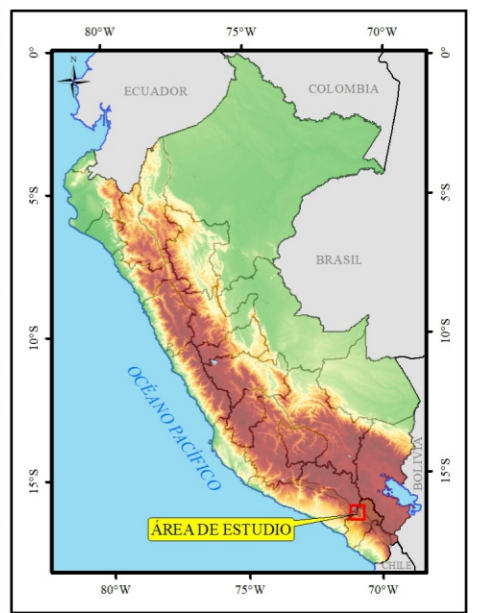 80°W 75°W 70°W
0° 0°
N
ECUADOR
COLOMBIA
5°S 5°S
BRASIL
10°S 10°S
OCÉANO PACÍFICO
BOLIVIA
15°S 15°S
ÁREA DE ESTUDIO
CHILE
80°W 75°W 70°W